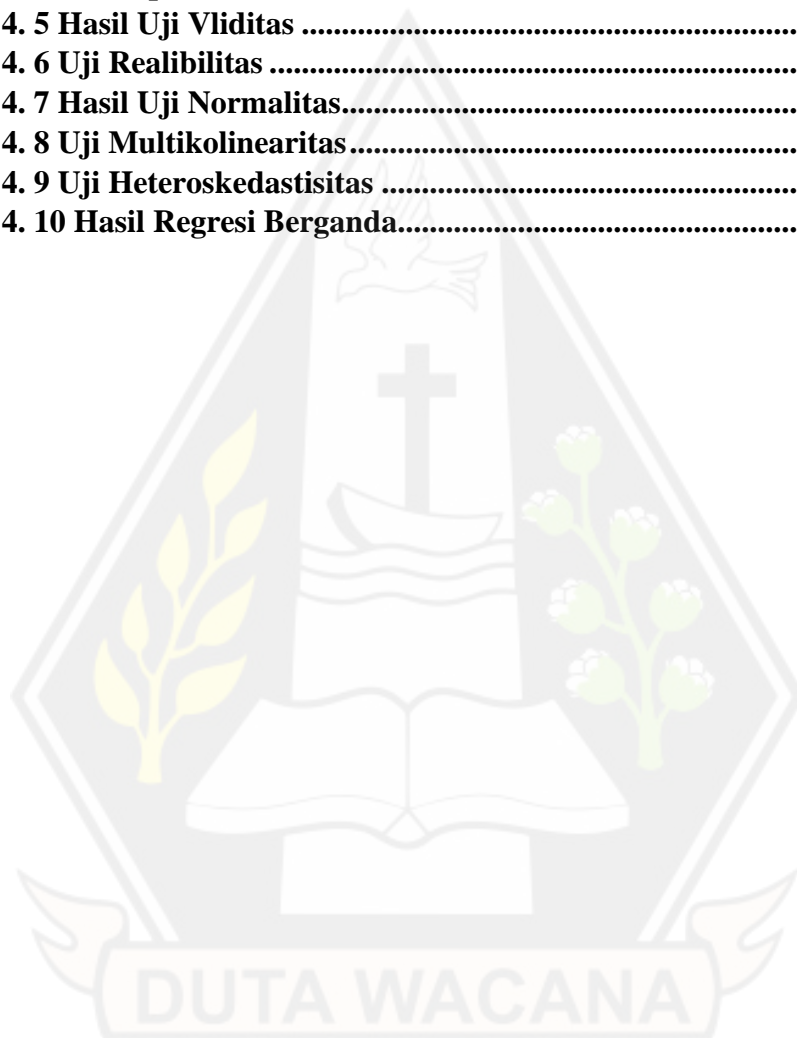 4. 5 Hasil Uji Vliditas ..............................................................
4. 6 Uji Realibilitas ..................................................................
4. 7 Hasil Uji Normalitas.........................................................
4. 8 Uji Multikolinearitas ........................................................
4. 9 Uji Heteroskedastisitas ....................................................
4. 10 Hasil Regresi Berganda..................................................
DUTA WACANA